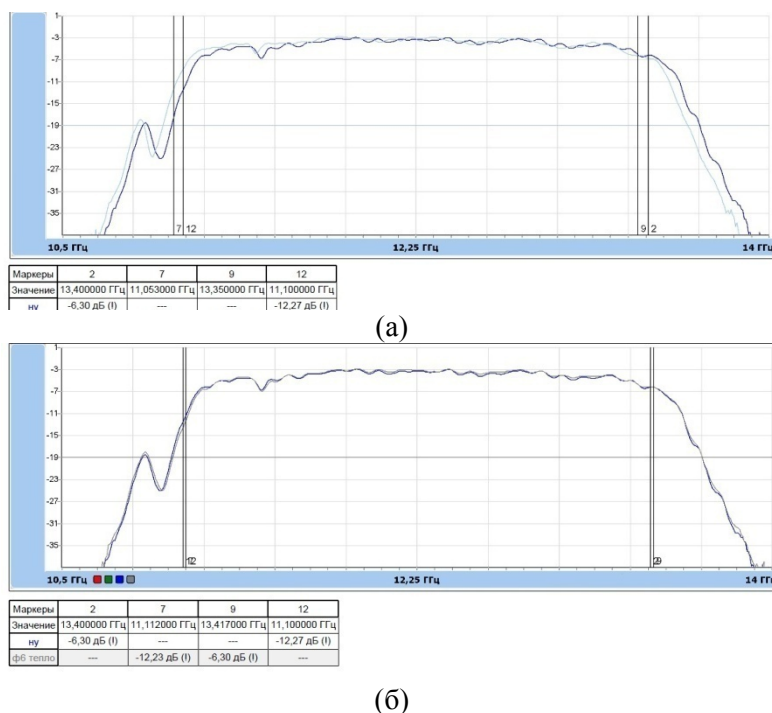 1
-3
-7
-11
-15
-19
-23
-27
-31
-35
7 12 9 2
10,5 ГГц 12,25 ГГц 14 ГГц
Маркеры 2 7 9 12
Значение 13,400000 ГГц 11,053000 ГГц 13,350000 ГГц 11,100000 ГГц
ну -6,30 дБ (!) --- --- -12,27 дБ (!)
(а)
1
-3
-7
-11
-15
-19
-23
-27
-31
-35
10,5 ГГц 12,25 ГГц 14 ГГц
Маркеры 2 7 9 12
Значение 13,400000 ГГц 11,112000 ГГц 13,417000 ГГц 11,100000 ГГц
ну -6,30 дБ (!) --- --- -12,27 дБ (!)
ф6 тепло --- -12,23 дБ (!) -6,30 дБ (!) ---
(б)